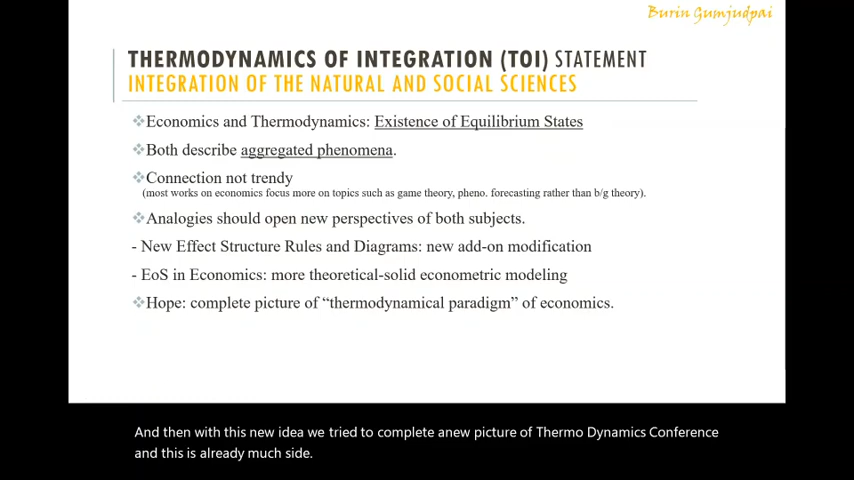 Burin Gumjudpai
THERMODYNAMICS OF INTEGRATION (TOI) STATEMENT
INTEGRATION OF THE NATURAL AND SOCIAL SCIENCES
❖Economics and Thermodynamics: Existence of Equilibrium States
❖Both describe aggregated phenomena.
❖Connection not trendy
(most works on economics focus more on topics such as game theory, pheno. forecasting rather than b/g theory).
❖Analogies should open new perspectives of both subjects.
- New Effect Structure Rules and Diagrams: new add-on modification
- EoS in Economics: more theoretical-solid econometric modeling
❖Hope: complete picture of “thermodynamical paradigm” of economics.
And then with this new idea we tried to complete anew picture of Thermo Dynamics Conference
and this is already much side.